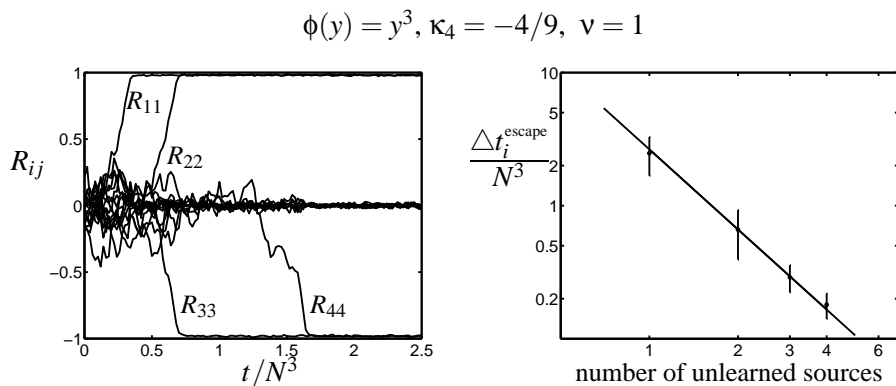 ϕ(y) = y³, κ₄ = −4/9, ν = 1
R_ij
1
0.5
0
−0.5
−1
R₁₁
R₂₂
R₃₃
R₄₄
0
0.5
1
1.5
2
2.5
t/N³
△t_i^escape
N³
10
5
2
1
0.5
0.2
1
2
3
4
6
number of unlearned sources